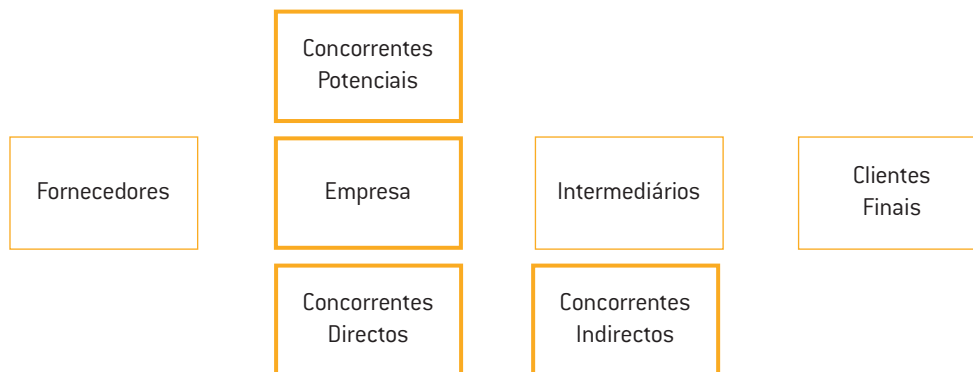 Concorrentes
Potenciais
Fornecedores
Empresa
Intermediários
Clientes
Finais
Concorrentes
Directos
Concorrentes
Indirectos